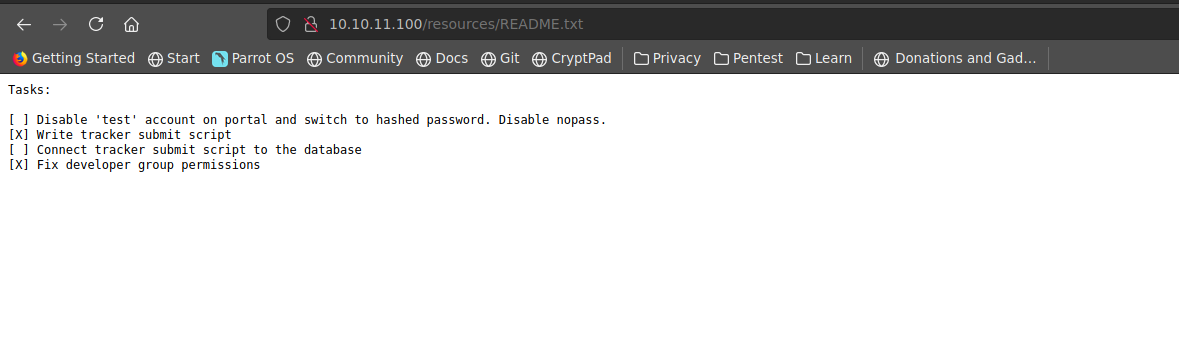 10.10.11.100/resources/README.txt
Getting Started Start Parrot OS Community Docs Git CryptPad Privacy Pentest Learn Donations and Gad...
Tasks:
[ ] Disable 'test' account on portal and switch to hashed password. Disable nopass.
[X] Write tracker submit script
[ ] Connect tracker submit script to the database
[X] Fix developer group permissions